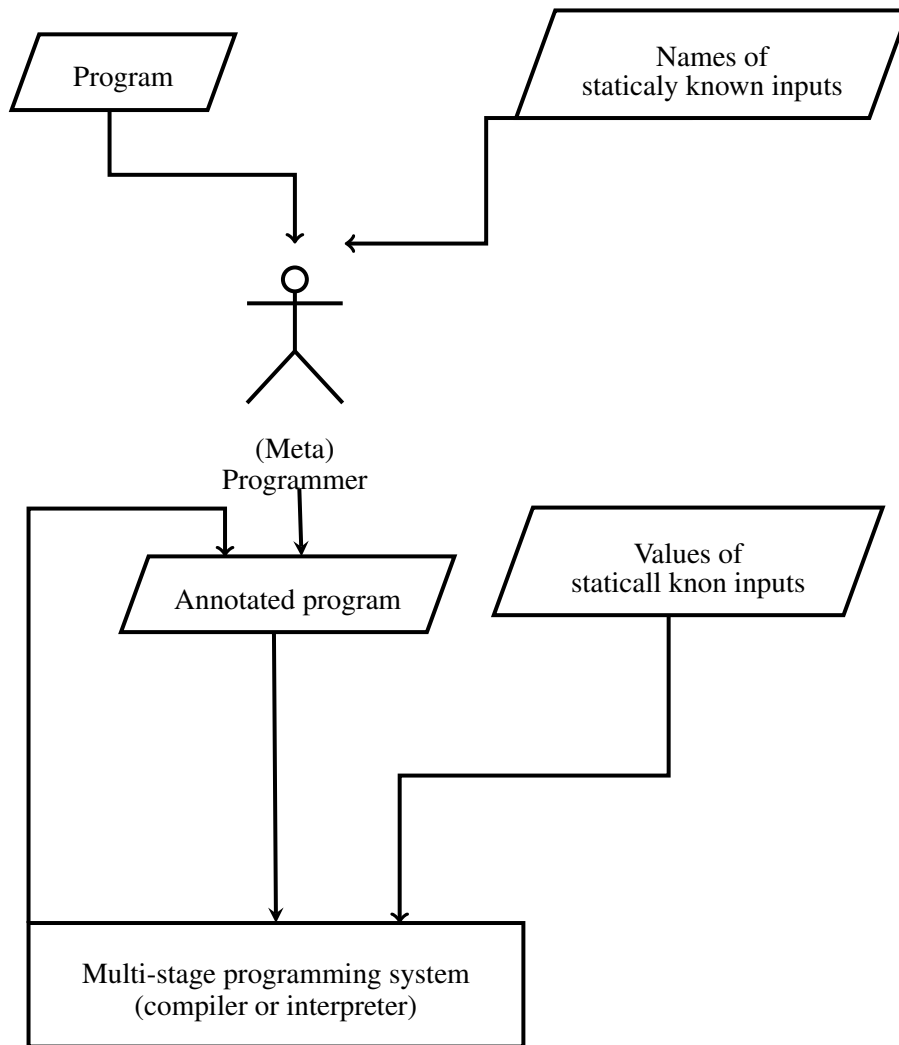 Program
Names of
staticaly known inputs
(Meta)
Programmer
Annotated program
Values of
staticall knon inputs
Multi-stage programming system
(compiler or interpreter)